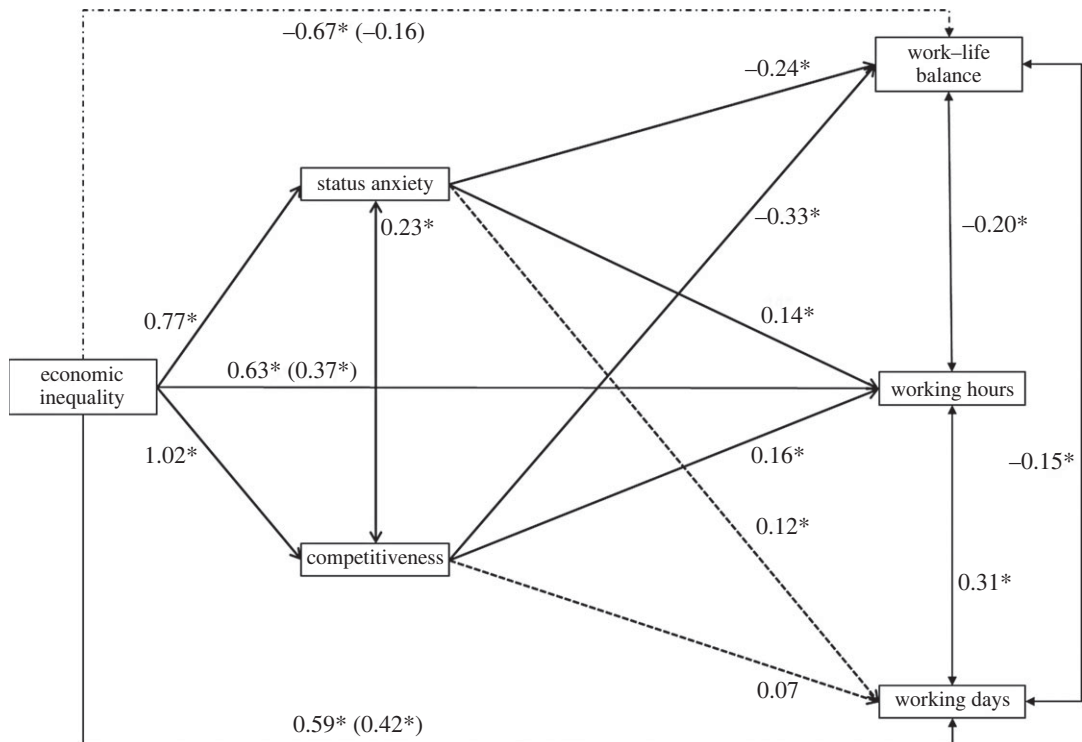 –0.67* (–0.16)
work–life
balance
–0.24*
status anxiety
0.23*
–0.33*
–0.20*
0.77*
0.14*
economic
inequality
0.63* (0.37*)
working hours
1.02*
0.16*
–0.15*
0.12*
competitiveness
0.31*
0.07
working days
0.59* (0.42*)